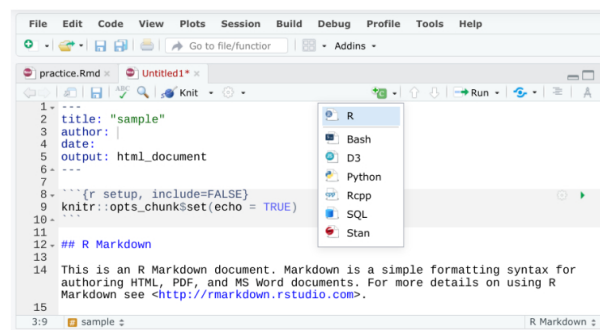 File Edit Code View Plots Session Build Debug Profile Tools Help
Go to file/functior Addins
practice.Rmd × Untitled1* ×
ABC Knit Run
1 ---
2 title: "sample"
3 author:
4 date:
5 output: html_document
6 ---
7
8 ```{r setup, include=FALSE}
9 knitr::opts_chunk$set(echo = TRUE)
10 ```
11
12 ## R Markdown
13
14 This is an R Markdown document. Markdown is a simple formatting syntax for
authoring HTML, PDF, and MS Word documents. For more details on using R
Markdown see <http://rmarkdown.rstudio.com>.
15
R
Bash
D3
Python
Rcpp
SQL
Stan
3:9 sample R Markdown